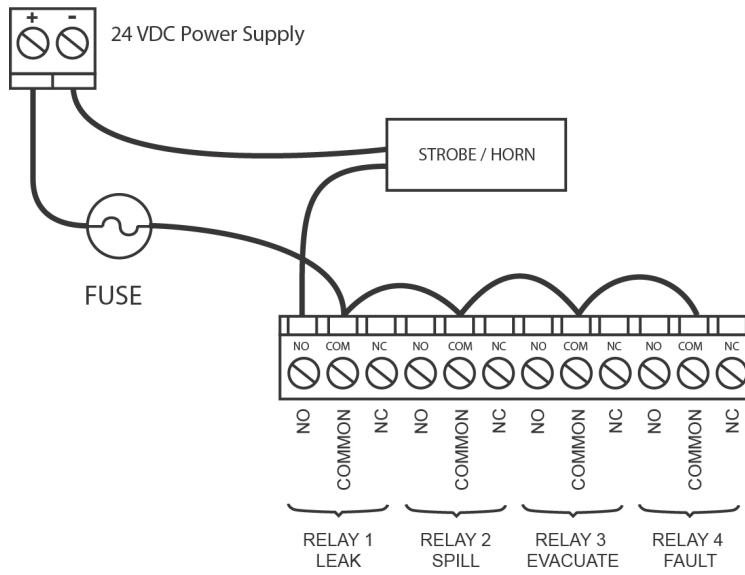 + -
24 VDC Power Supply
STROBE / HORN
FUSE
NO COM NC NO COM NC NO COM NC NO COM NC
NO COMMON NC NO COMMON NC NO COMMON NC NO COMMON NC
RELAY 1 RELAY 2 RELAY 3 RELAY 4
LEAK SPILL EVACUATE FAULT